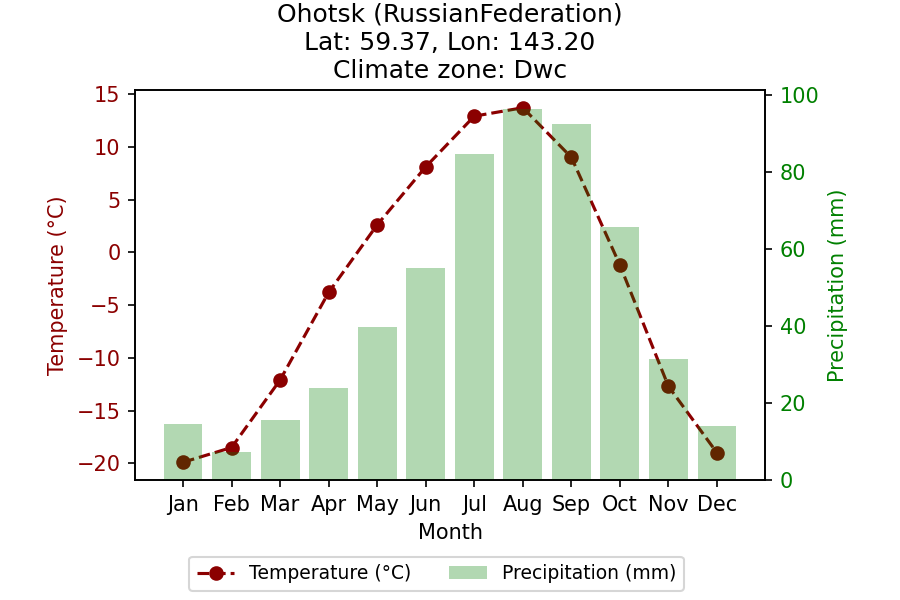 Ohotsk (RussianFederation)
Lat: 59.37, Lon: 143.20
Climate zone: Dwc
15
10
5
0
−5
−10
−15
−20
Temperature (°C)
100
80
60
40
20
0
Precipitation (mm)
Jan Feb Mar Apr May Jun Jul Aug Sep Oct Nov Dec
Month
Temperature (°C) Precipitation (mm)